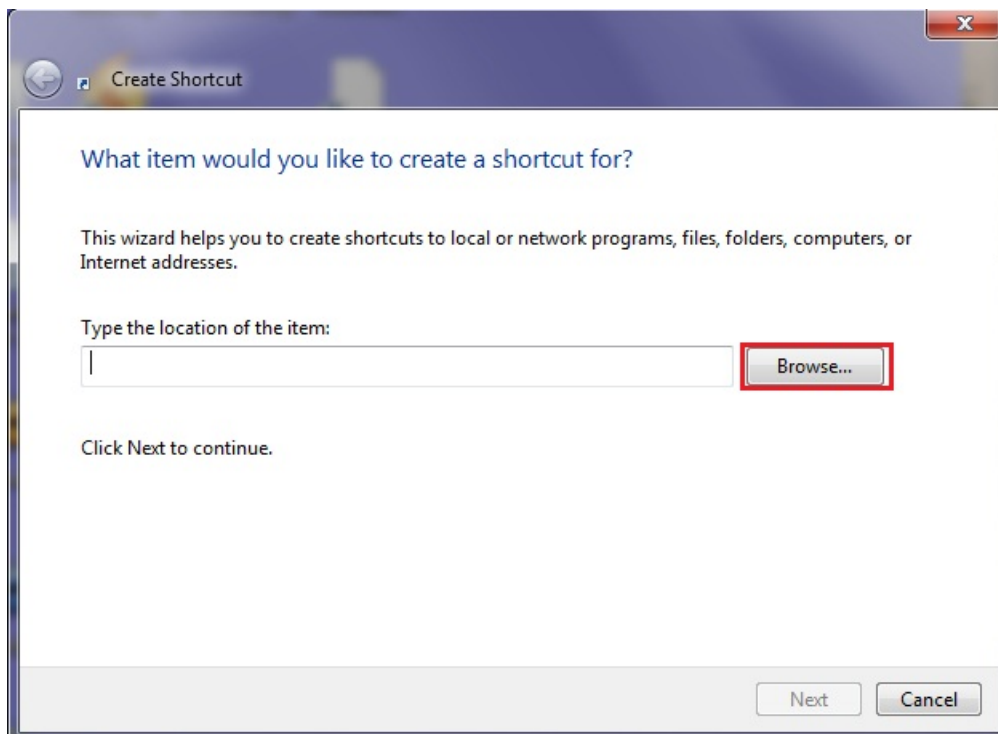 Create Shortcut
What item would you like to create a shortcut for?
This wizard helps you to create shortcuts to local or network programs, files, folders, computers, or
Internet addresses.
Type the location of the item:
Browse...
Click Next to continue.
Next
Cancel